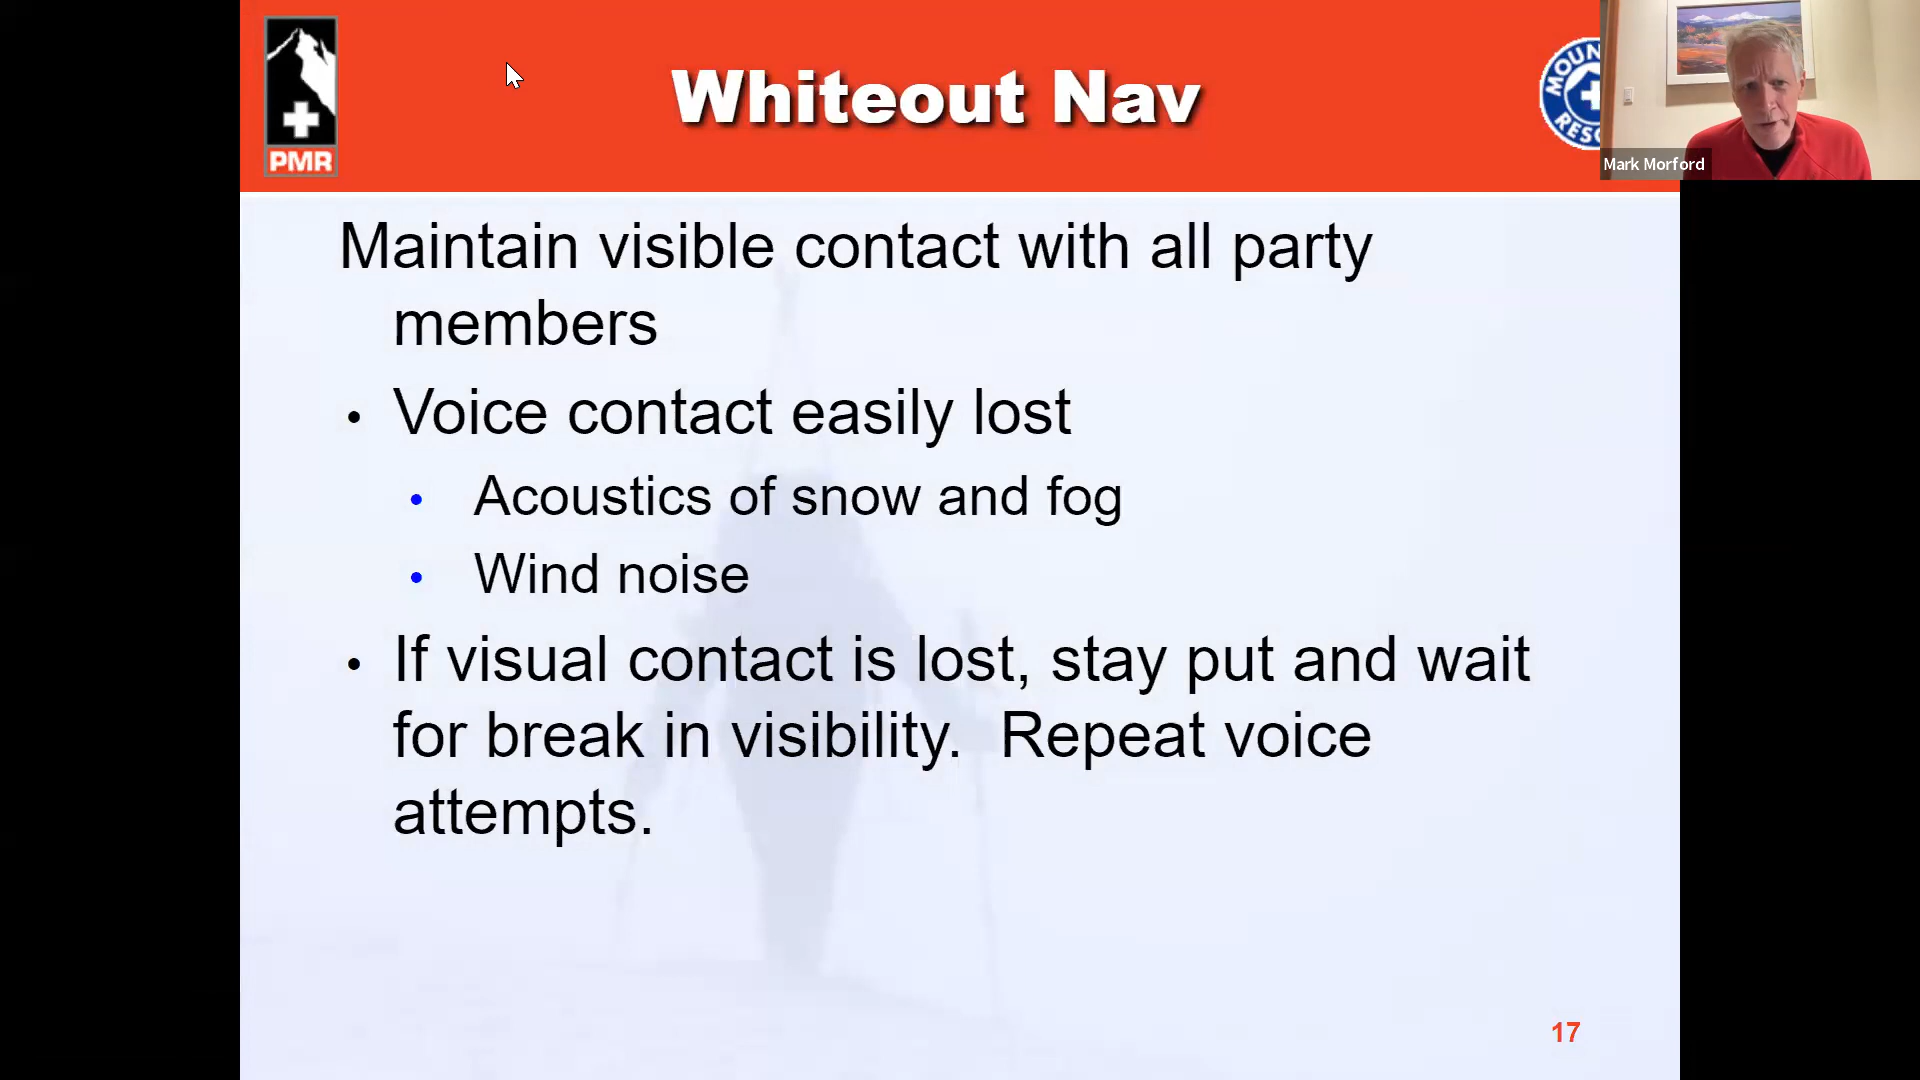 Whiteout Nav
PMR
MOUN
RESC
Mark Morford
Maintain visible contact with all party
members
• Voice contact easily lost
• Acoustics of snow and fog
• Wind noise
• If visual contact is lost, stay put and wait
for break in visibility.  Repeat voice
attempts.
17